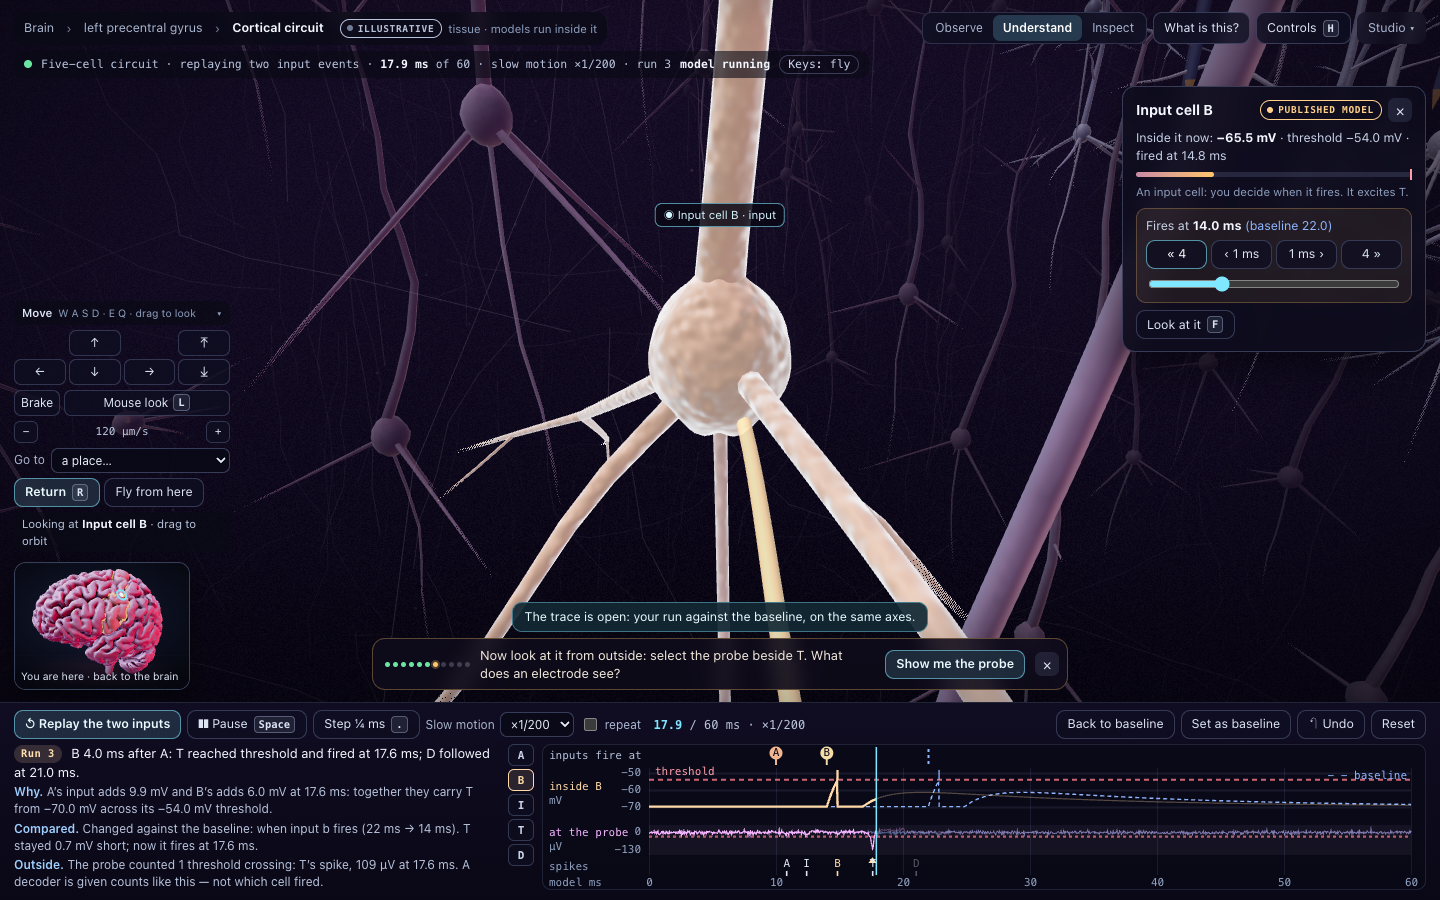 Brain › left precentral gyrus › Cortical circuit ILLUSTRATIVE tissue · models run inside it
Observe Understand Inspect What is this? Controls H Studio
Five-cell circuit · replaying two input events · 17.9 ms of 60 · slow motion ×1/200 · run 3 model running Keys: fly
Input cell B PUBLISHED MODEL ×
Inside it now: −65.5 mV · threshold −54.0 mV ·
fired at 14.8 ms
An input cell: you decide when it fires. It excites T.
Fires at 14.0 ms (baseline 22.0)
« 4 ‹ 1 ms 1 ms › 4 »
Look at it F
Input cell B · input
Move W A S D · E Q · drag to look
↑ ⤒
← ↓ → ⤓
Brake Mouse look L
− 120 µm/s +
Go to a place...
Return R Fly from here
Looking at Input cell B · drag to
orbit
You are here · back to the brain
The trace is open: your run against the baseline, on the same axes.
Now look at it from outside: select the probe beside T. What
does an electrode see?
Show me the probe ×
Replay the two inputs Pause Space Step ¼ ms . Slow motion ×1/200 repeat 17.9 / 60 ms · ×1/200
Back to baseline Set as baseline Undo Reset
Run 3 B 4.0 ms after A: T reached threshold and fired at 17.6 ms; D followed
at 21.0 ms.
Why. A’s input adds 9.9 mV and B’s adds 6.0 mV at 17.6 ms: together they carry T
from −70.0 mV across its −54.0 mV threshold.
Compared. Changed against the baseline: when input b fires (22 ms → 14 ms). T
stayed 0.7 mV short; now it fires at 17.6 ms.
Outside. The probe counted 1 threshold crossing: T’s spike, 109 µV at 17.6 ms. A
decoder is given counts like this — not which cell fired.
A
B
I
T
D
inputs fire at A B
−50 threshold – – baseline
inside B −60
mV −70
at the probe 0
µV −130
spikes A I B T D
model ms 0 10 20 30 40 50 60